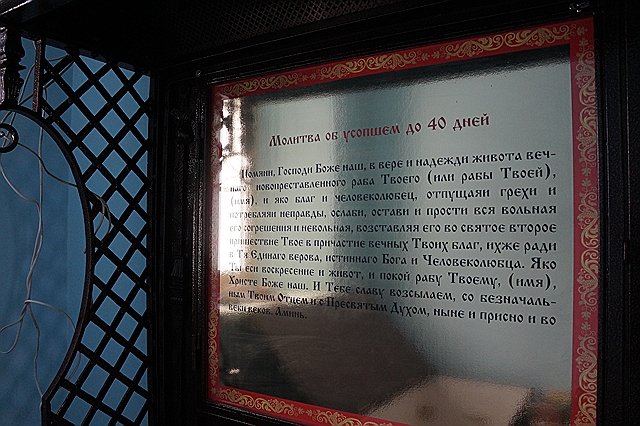 Молитва об усопшем до 40 дней
Помяни, Господи Боже наш, в вере и надежди живота веч-
наго новопреставленного раба Твоего (или рабы Твоей),
(имя), и яко благ и человеколюбец, отпущаяи грехи и
потребляяи неправды, ослаби, остави и прости вся вольная
его согрешения и невольная, возставляя его во святое второе
пришествие Твое в причастие вечных Твоих благ, ихже ради
в Тя Единаго верова, истиннаго Бога и Человеколюбца. Яко
Ты еси воскресение и живот, и покой рабу Твоему, (имя),
Христе Боже наш. И Тебе славу возсылаем, со безначаль-
ным Твоим Отцем и с Пресвятым Духом, ныне и присно и во
веки веков. Аминь.